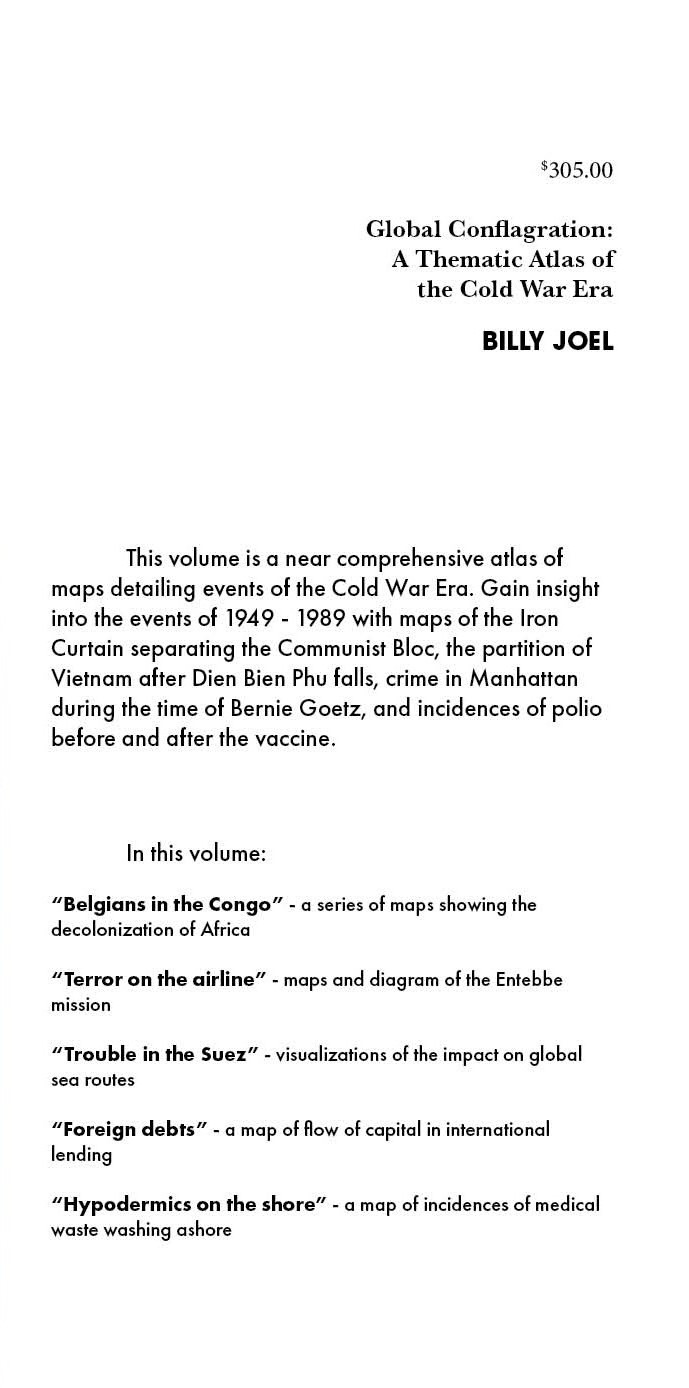 $305.00
Global Conflagration:
A Thematic Atlas of
the Cold War Era
BILLY JOEL
This volume is a near comprehensive atlas of
maps detailing events of the Cold War Era. Gain insight
into the events of 1949 - 1989 with maps of the Iron
Curtain separating the Communist Bloc, the partition of
Vietnam after Dien Bien Phu falls, crime in Manhattan
during the time of Bernie Goetz, and incidences of polio
before and after the vaccine.
In this volume:
“Belgians in the Congo” - a series of maps showing the
decolonization of Africa
“Terror on the airline” - maps and diagram of the Entebbe
mission
“Trouble in the Suez” - visualizations of the impact on global
sea routes
“Foreign debts” - a map of flow of capital in international
lending
“Hypodermics on the shore” - a map of incidences of medical
waste washing ashore